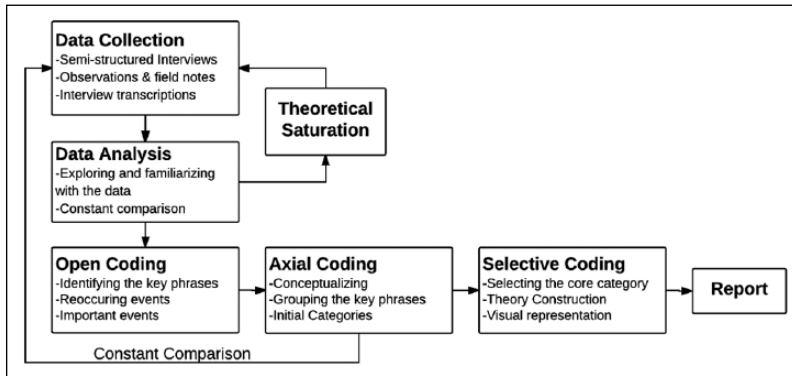 Data Collection
-Semi-structured Interviews
-Observations & field notes
-Interview transcriptions
Theoretical
Saturation
Data Analysis
-Exploring and familiarizing
with the data
-Constant comparison
Open Coding
-Identifying the key phrases
-Reoccuring events
-Important events
Axial Coding
-Conceptualizing
-Grouping the key phrases
-Initial Categories
Selective Coding
-Selecting the core category
-Theory Construction
-Visual representation
Report
Constant Comparison